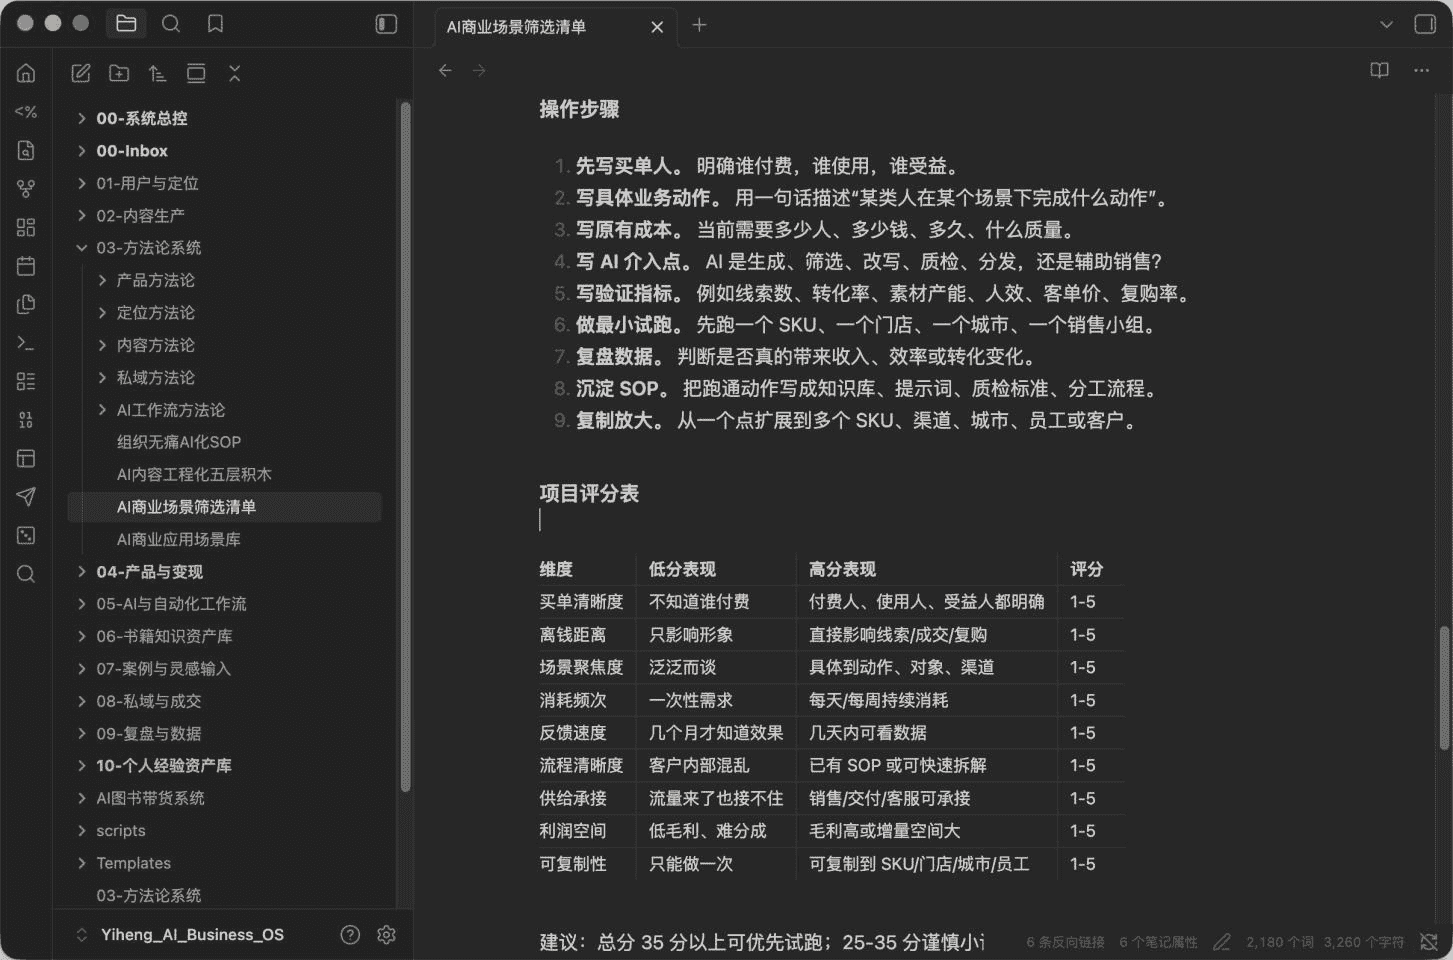 AI商业场景筛选清单
<%
00-系统总控
00-Inbox
01-用户与定位
02-内容生产
03-方法论系统
产品方法论
定位方法论
内容方法论
私域方法论
AI工作流方法论
组织无痛AI化SOP
AI内容工程化五层积木
AI商业场景筛选清单
AI商业应用场景库
04-产品与变现
05-AI与自动化工作流
06-书籍知识资产库
07-案例与灵感输入
08-私域与成交
09-复盘与数据
10-个人经验资产库
AI图书带货系统
scripts
Templates
03-方法论系统
Yiheng_AI_Business_OS
操作步骤
1. 先写买单人。 明确谁付费，谁使用，谁受益。
2. 写具体业务动作。 用一句话描述“某类人在某个场景下完成什么动作”。
3. 写原有成本。 当前需要多少人、多少钱、多久、什么质量。
4. 写 AI 介入点。 AI 是生成、筛选、改写、质检、分发，还是辅助销售？
5. 写验证指标。 例如线索数、转化率、素材产能、人效、客单价、复购率。
6. 做最小试跑。 先跑一个 SKU、一个门店、一个城市、一个销售小组。
7. 复盘数据。 判断是否真的带来收入、效率或转化变化。
8. 沉淀 SOP。 把跑通动作写成知识库、提示词、质检标准、分工流程。
9. 复制放大。 从一个点扩展到多个 SKU、渠道、城市、员工或客户。
项目评分表
维度 低分表现 高分表现 评分
买单清晰度 不知道谁付费 付费人、使用人、受益人都明确 1-5
离钱距离 只影响形象 直接影响线索/成交/复购 1-5
场景聚焦度 泛泛而谈 具体到动作、对象、渠道 1-5
消耗频次 一次性需求 每天/每周持续消耗 1-5
反馈速度 几个月才知道效果 几天内可看数据 1-5
流程清晰度 客户内部混乱 已有 SOP 或可快速拆解 1-5
供给承接 流量来了也接不住 销售/交付/客服可承接 1-5
利润空间 低毛利、难分成 毛利高或增量空间大 1-5
可复制性 只能做一次 可复制到 SKU/门店/城市/员工 1-5
建议：总分 35 分以上可优先试跑；25-35 分谨慎小
6 条反向链接 6 个笔记属性 2,180 个词 3,260 个字符